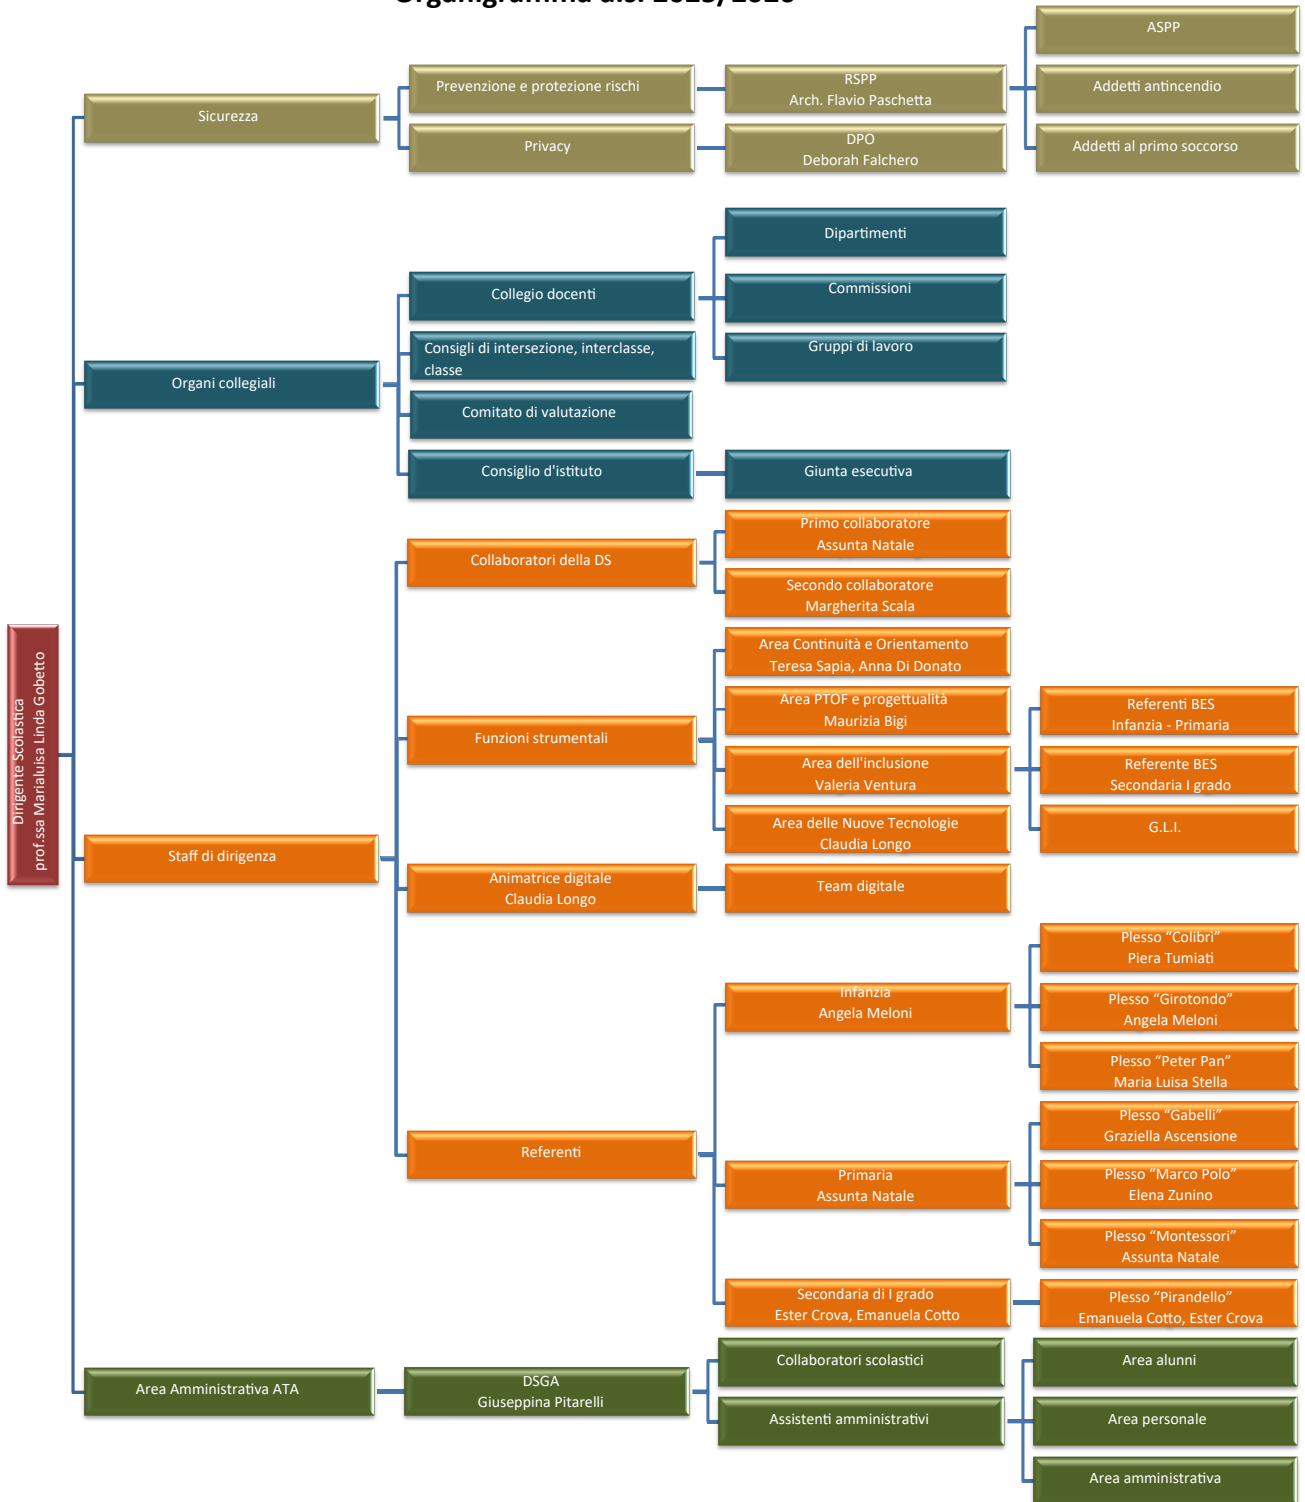 Organigramma a.s. 2025/2026
ASPP
Prevenzione e protezione rischi
RSPP
Arch. Flavio Paschetta
Addetti antincendio
Sicurezza
Privacy
DPO
Deborah Falchero
Addetti al primo soccorso
Dipartimenti
Collegio docenti
Commissioni
Consigli di intersezione, interclasse,
classe
Gruppi di lavoro
Organi collegiali
Comitato di valutazione
Consiglio d'istituto
Giunta esecutiva
Primo collaboratore
Assunta Natale
Collaboratori della DS
Secondo collaboratore
Margherita Scala
Area Continuità e Orientamento
Teresa Sapia, Anna Di Donato
Dirigente Scolastica
prof.ssa Marialuisa Linda Gobetto
Area PTOF e progettualità
Maurizia Bigi
Referenti BES
Infanzia - Primaria
Funzioni strumentali
Area dell'inclusione
Valeria Ventura
Referente BES
Secondaria I grado
Area delle Nuove Tecnologie
Claudia Longo
G.L.I.
Staff di dirigenza
Animatrice digitale
Claudia Longo
Team digitale
Plesso “Colibrì”
Piera Tumiati
Infanzia
Angela Meloni
Plesso “Girotondo”
Angela Meloni
Plesso “Peter Pan”
Maria Luisa Stella
Plesso “Gabelli”
Graziella Ascensione
Referenti
Primaria
Assunta Natale
Plesso “Marco Polo”
Elena Zunino
Plesso “Montessori”
Assunta Natale
Secondaria di I grado
Ester Crova, Emanuela Cotto
Plesso “Pirandello”
Emanuela Cotto, Ester Crova
Collaboratori scolastici
Area alunni
Area Amministrativa ATA
DSGA
Giuseppina Pitarelli
Assistenti amministrativi
Area personale
Area amministrativa